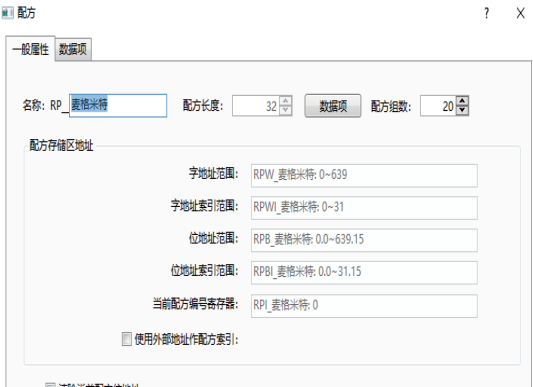 配方
? X
一般属性 数据项
名称: RP_ 麦格米特 配方长度: 32 数据项 配方组数: 20
配方存储区地址
字地址范围: RPW_麦格米特: 0~639
字地址索引范围: RPWI_麦格米特: 0~31
位地址范围: RPB_麦格米特: 0.0~639.15
位地址索引范围: RPBI_麦格米特: 0.0~31.15
当前配方编号寄存器: RPI_麦格米特: 0
使用外部地址作配方索引: